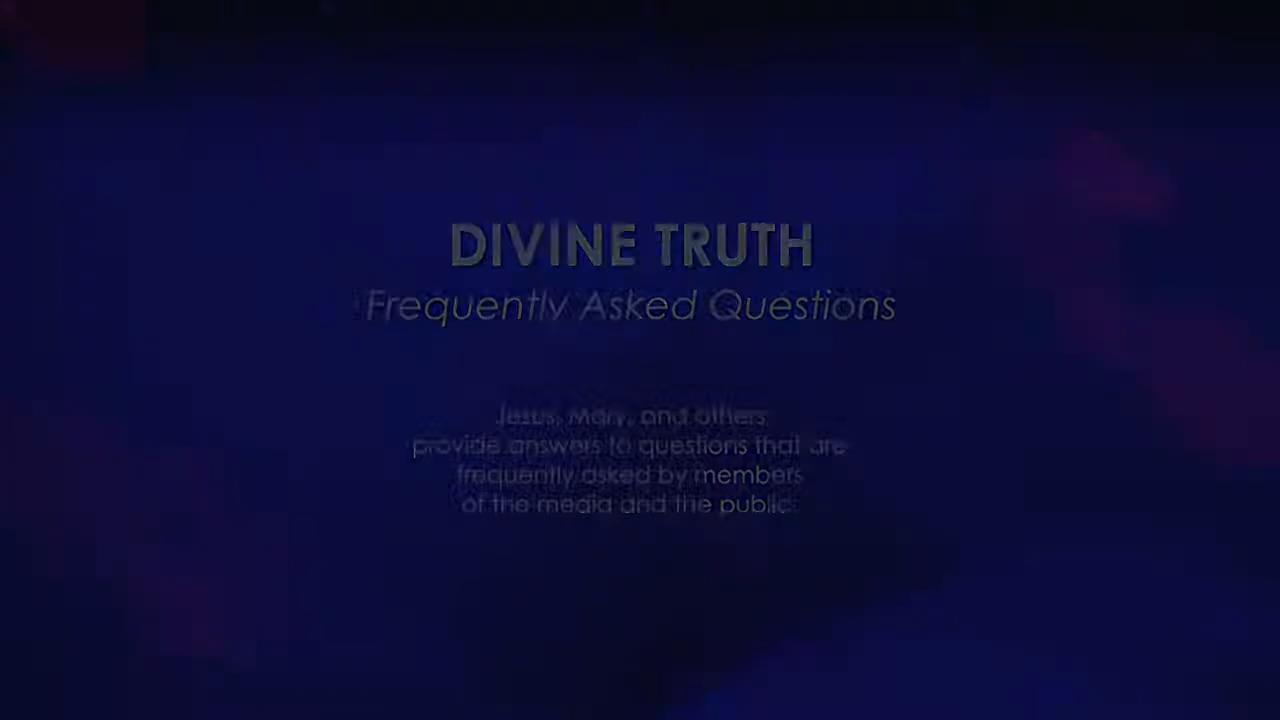 DIVINE TRUTH
Frequently Asked Questions
Jesus, Mary, and others
provide answers to questions that are
frequently asked by members
of the media and the public.